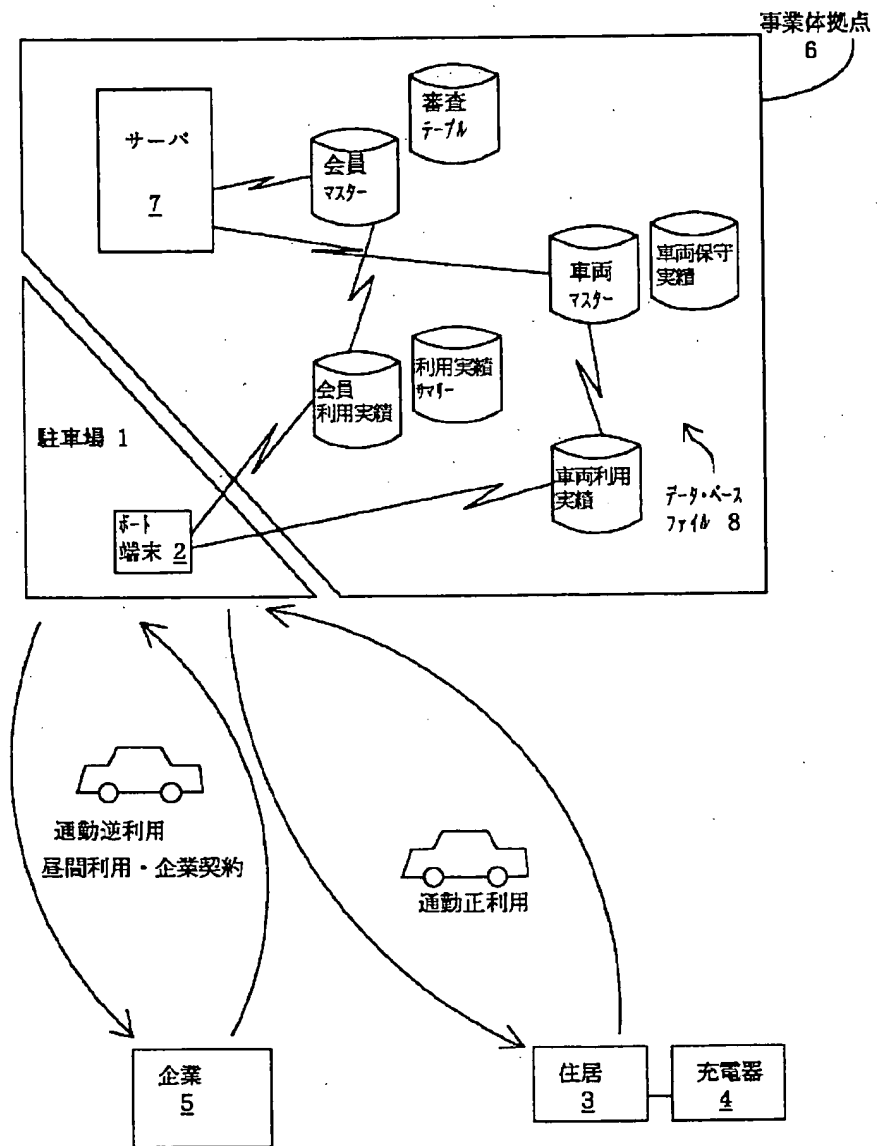 事業体拠点
6
審査
テーブル
サーバ
7
会員
マスター
車両
マスター
車両保守
実績
会員
利用実績
利用実績
サマリー
駐車場 1
車両利用
実績
データ・ベース
ファイル 8
ポート
端末 2
通勤逆利用
昼間利用・企業契約
通勤正利用
企業
5
住居
3
充電器
4